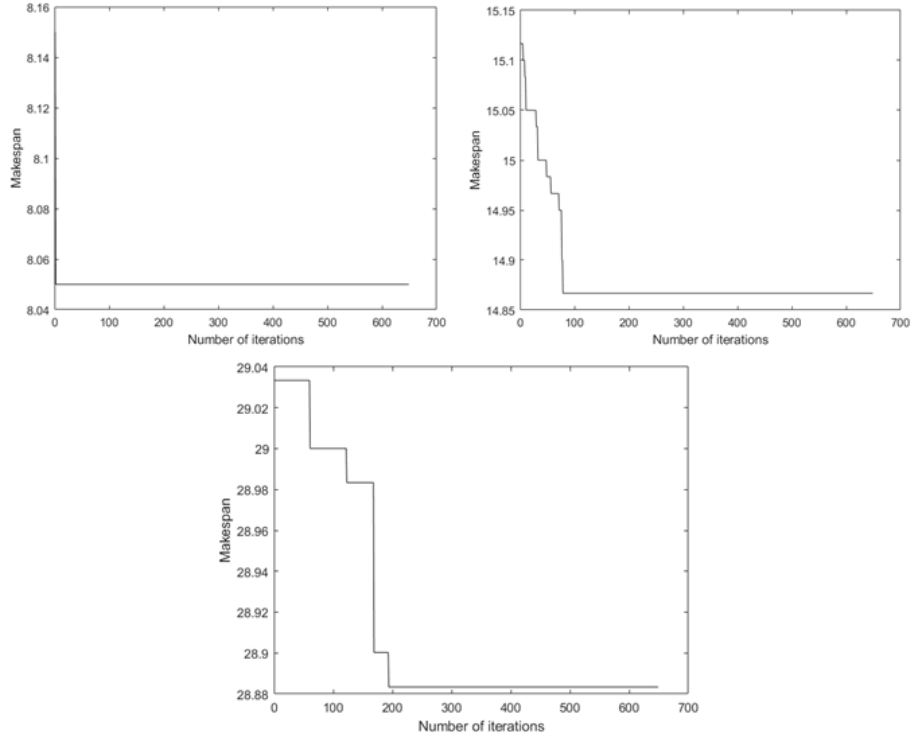 8.16
8.14
8.12
8.1
8.08
8.06
8.04
Makespan
0 100 200 300 400 500 600 700
Number of iterations
15.15
15.1
15.05
15
14.95
14.9
14.85
Makespan
0 100 200 300 400 500 600 700
Number of iterations
29.04
29.02
29
28.98
28.96
28.94
28.92
28.9
28.88
Makespan
0 100 200 300 400 500 600 700
Number of iterations